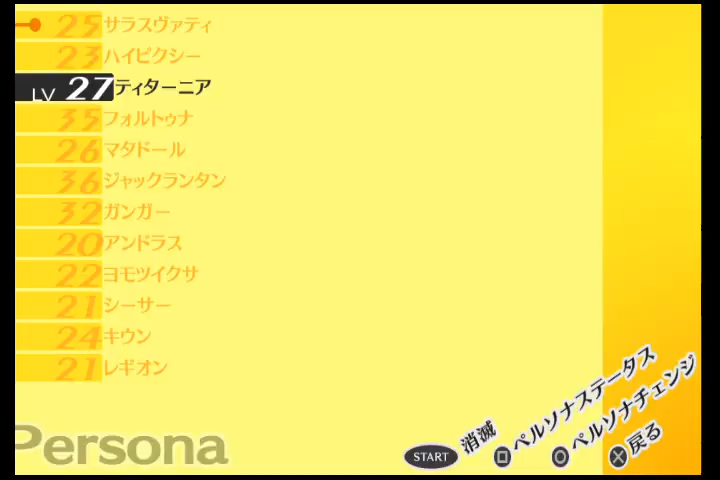 25 サラスヴァティ
23 ハイピクシー
LV 27 ティターニア
35 フォルトゥナ
26 マタドール
36 ジャックランタン
32 ガンガー
20 アンドラス
22 ヨモツイクサ
21 シーサー
24 キウン
21 レギオン
Persona
START 消滅
□ ペルソナステータス
○ ペルソナチェンジ
× 戻る